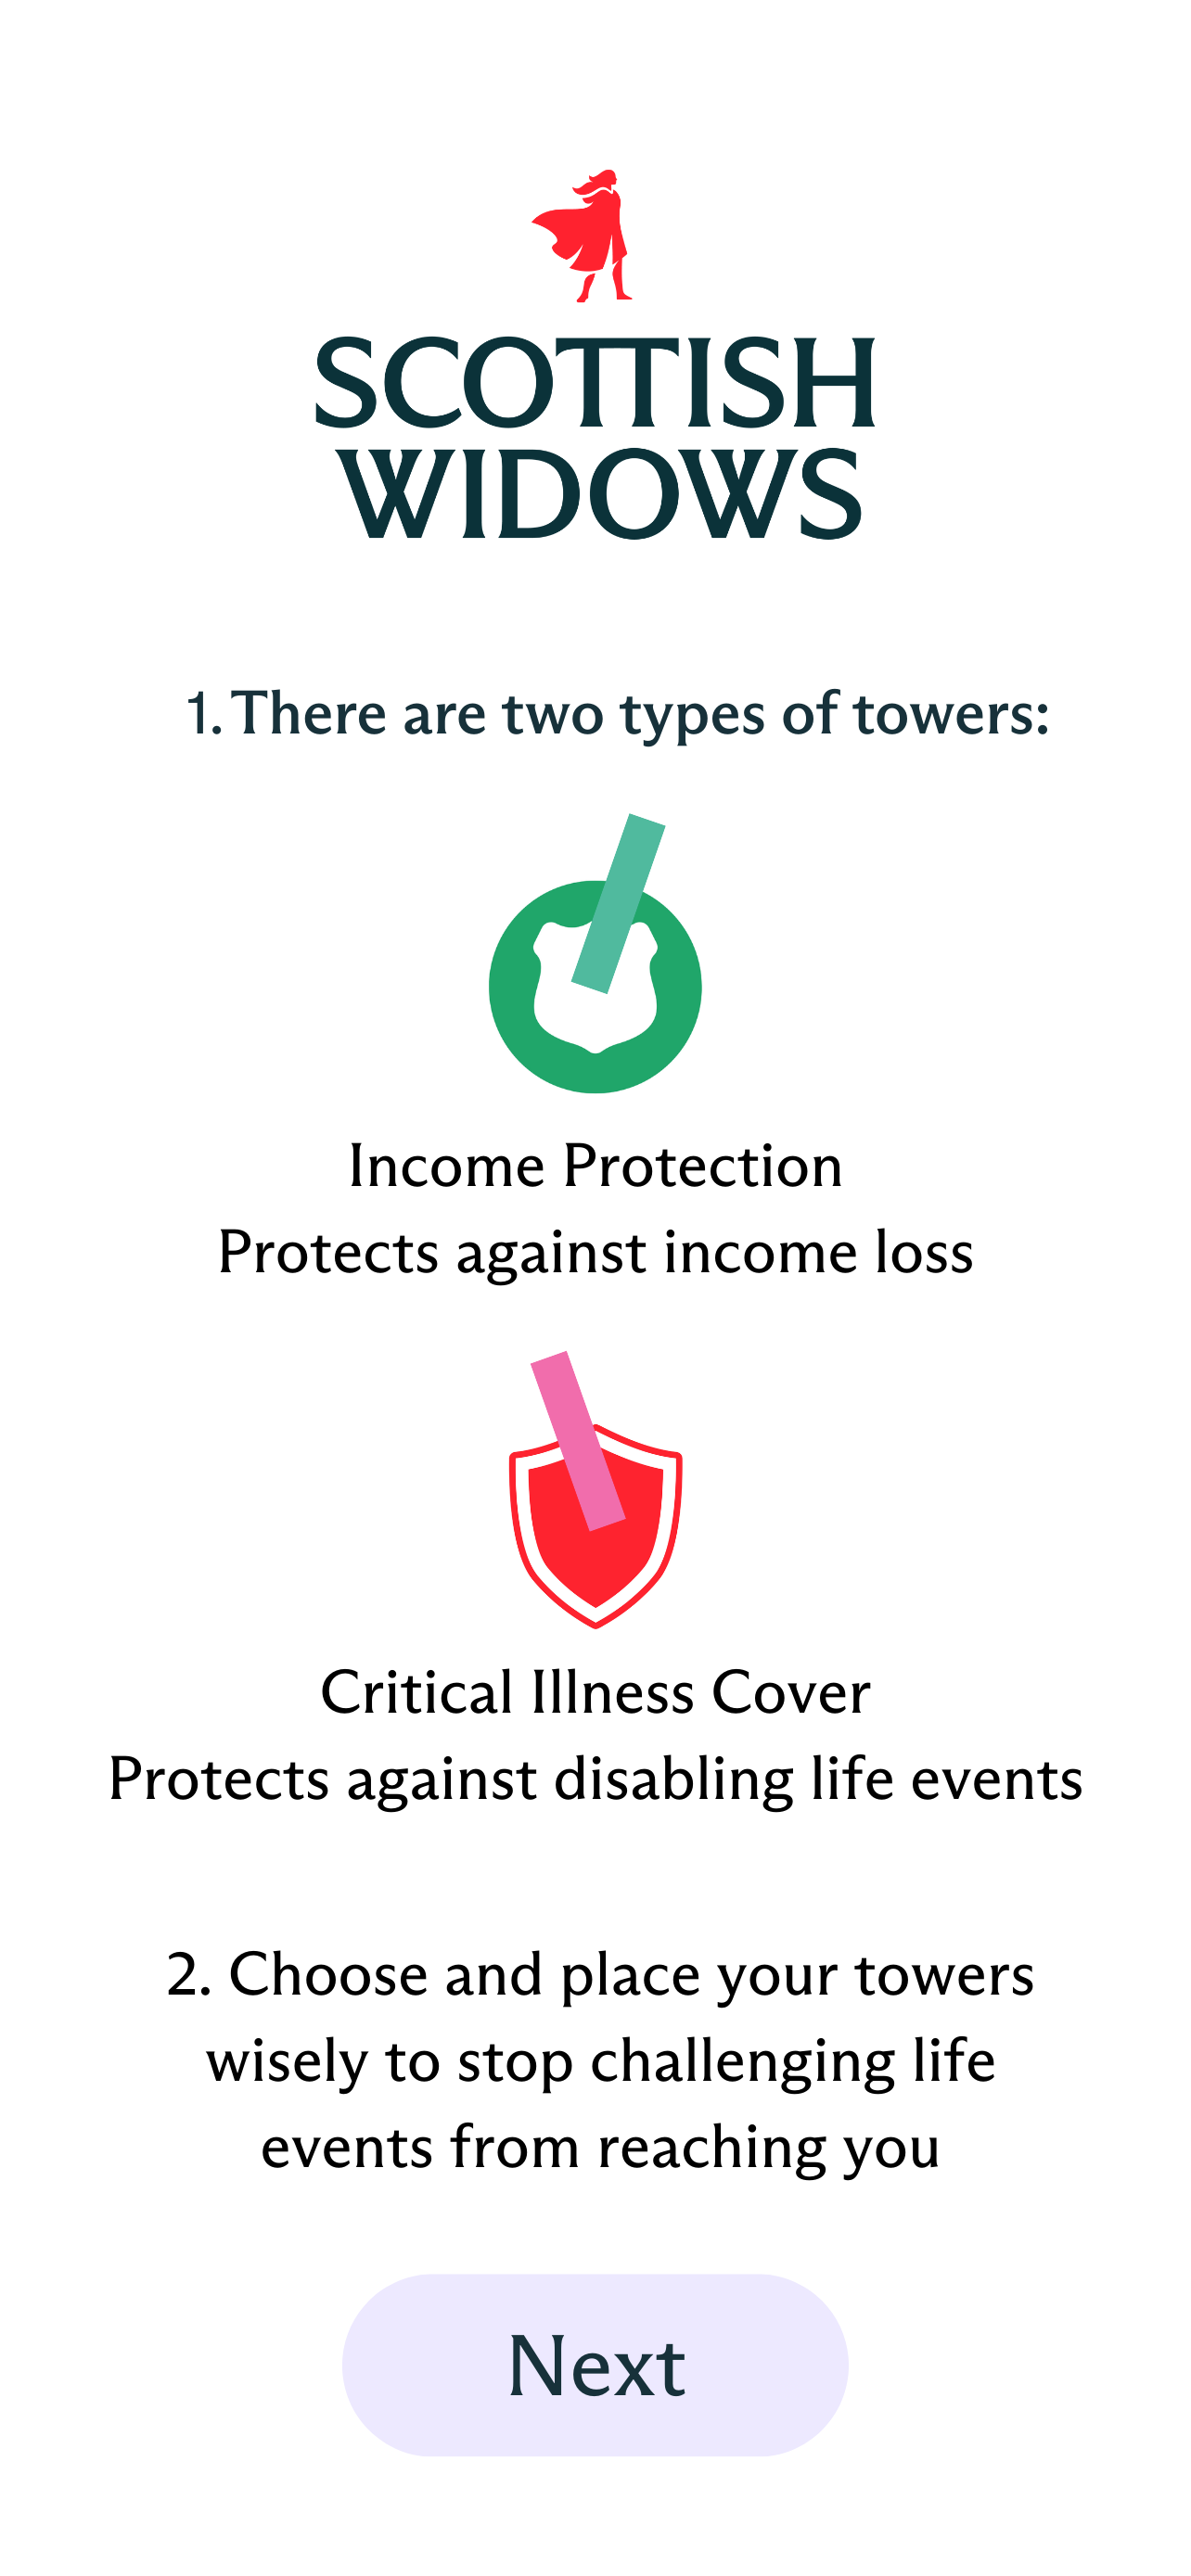 SCOTTISH
WIDOWS
1. There are two types of towers:
Income Protection
Protects against income loss
Critical Illness Cover
Protects against disabling life events
2. Choose and place your towers
wisely to stop challenging life
events from reaching you
Next